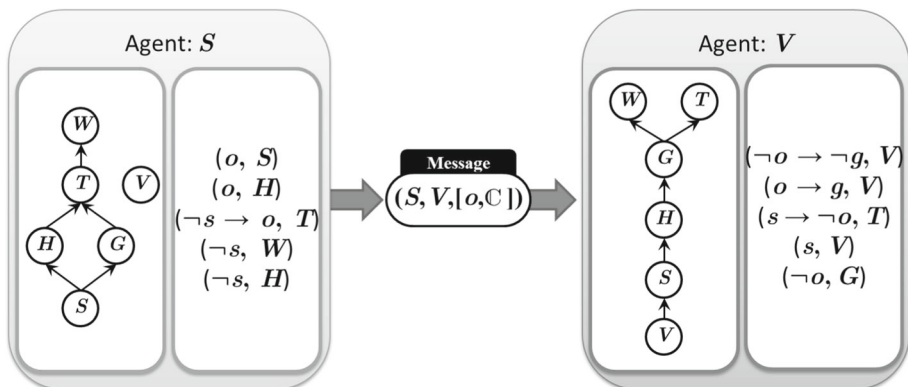 Agent: S
W
T
V
H
G
S
(o, S)
(o, H)
(¬s → o, T)
(¬s, W)
(¬s, H)
Message
(S, V,[o,ℂ])
Agent: V
W
T
G
H
S
V
(¬o → ¬g, V)
(o → g, V)
(s → ¬o, T)
(s, V)
(¬o, G)